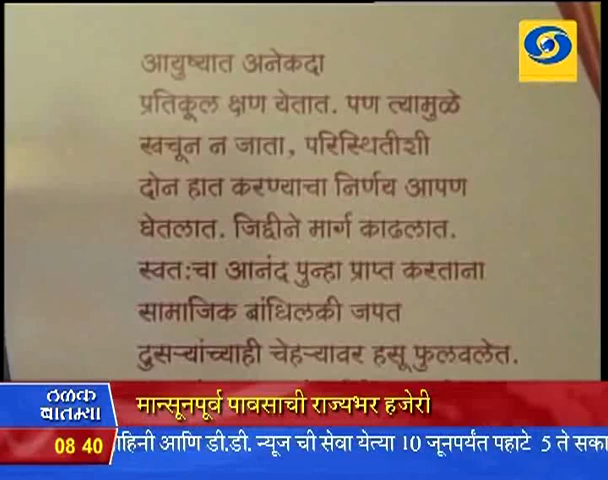 आयुष्यात अनेकदा
प्रतिकूल क्षण येतात. पण त्यामुळे
खचून न जाता, परिस्थितीशी
दोन हात करण्याचा निर्णय आपण
घेतलात. जिद्दीने मार्ग काढलात.
स्वत:चा आनंद पुन्हा प्राप्त करताना
सामाजिक बांधिलकी जपत
दुसऱ्यांच्याही चेहऱ्यावर हसू फुलवलेत.
ठळक
बातम्या
मान्सूनपूर्व पावसाची राज्यभर हजेरी
08 40
आणि डी.डी. न्यूज ची सेवा येत्या 10 जूनपर्यंत पहाटे 5 ते